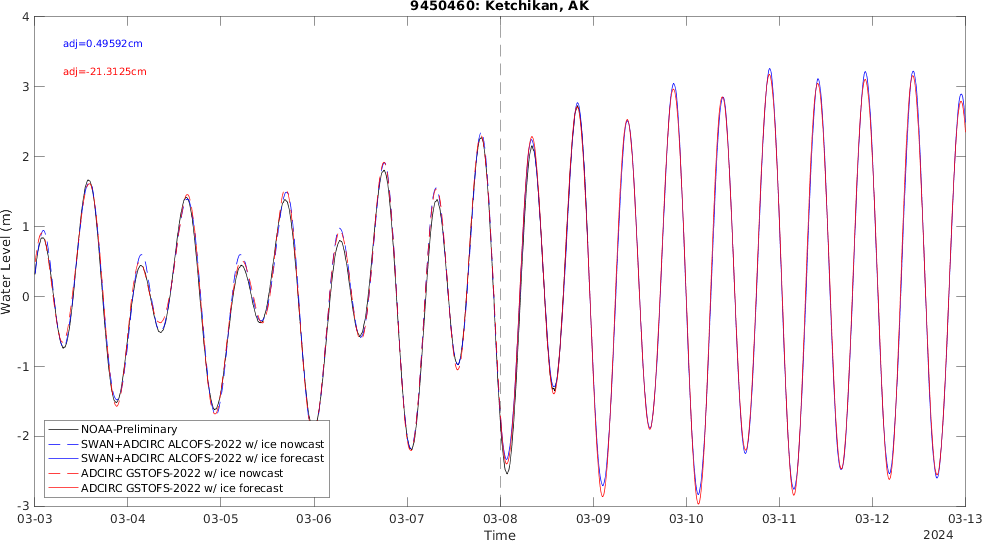 9450460: Ketchikan, AK
adj=0.49592cm
adj=-21.3125cm
Water Level (m)
4
3
2
1
0
-1
-2
-3
NOAA-Preliminary
SWAN+ADCIRC ALCOFS-2022 w/ ice nowcast
SWAN+ADCIRC ALCOFS-2022 w/ ice forecast
ADCIRC GSTOFS-2022 w/ ice nowcast
ADCIRC GSTOFS-2022 w/ ice forecast
03-03 03-04 03-05 03-06 03-07 03-08 03-09 03-10 03-11 03-12 03-13
Time
2024